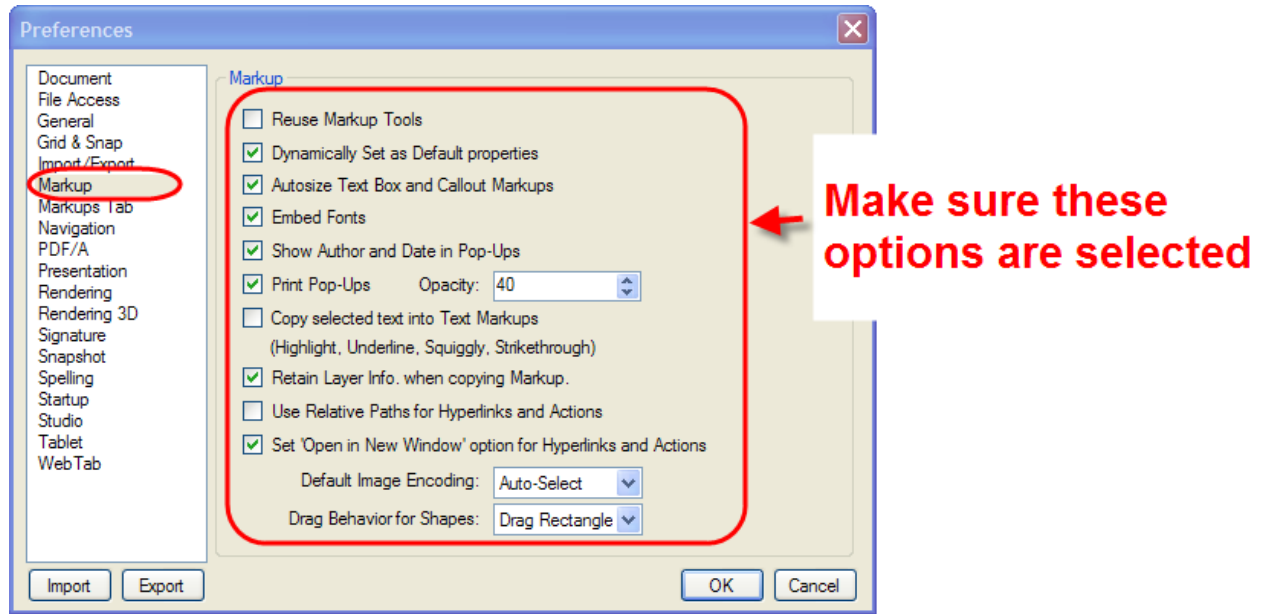 Preferences
Document
File Access
General
Grid & Snap
Import/Export
Markup
Markups Tab
Navigation
PDF/A
Presentation
Rendering
Rendering 3D
Signature
Snapshot
Spelling
Startup
Studio
Tablet
WebTab
Import Export
Markup
Reuse Markup Tools
Dynamically Set as Default properties
Autosize Text Box and Callout Markups
Embed Fonts
Show Author and Date in Pop-Ups
Print Pop-Ups Opacity: 40
Copy selected text into Text Markups
(Highlight, Underline, Squiggly, Strikethrough)
Retain Layer Info. when copying Markup.
Use Relative Paths for Hyperlinks and Actions
Set 'Open in New Window' option for Hyperlinks and Actions
Default Image Encoding: Auto-Select
Drag Behavior for Shapes: Drag Rectangle
OK Cancel
Make sure these
options are selected